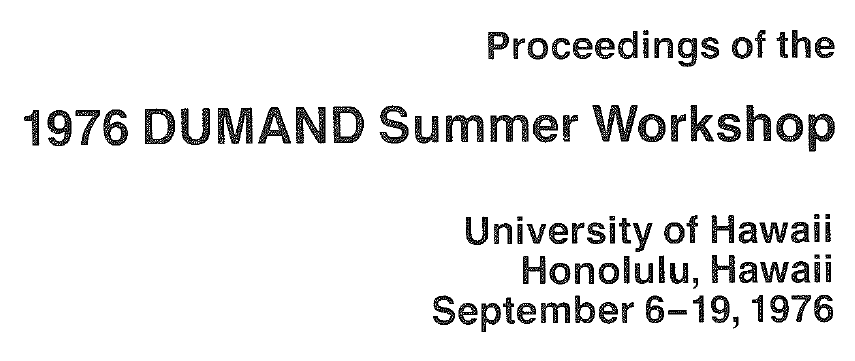 Proceedings of the
1976 DUMAND Summer Workshop
University of Hawaii
Honolulu, Hawaii
September 6–19, 1976